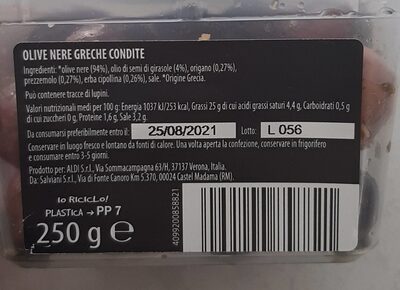 OLIVE NERE GRECHE CONDITE
Ingredienti: *olive nere (94%), olio di semi di girasole (4%), origano (0,27%),
prezzemolo (0,27%), erba cipollina (0,26%), sale. *Origine Grecia.
Può contenere tracce di lupini.
Valori nutrizionali medi per 100 g: Energia 1037 kJ/253 kcal, Grassi 25 g di cui acidi grassi saturi 4,4 g, Carboidrati 0,5 g
di cui zuccheri 0 g, Proteine 1,6 g, Sale 3,2 g.
Da consumarsi preferibilmente entro il: 25/08/2021 Lotto: L 056
Conservare in luogo fresco e lontano da fonti di calore. Una volta aperta la confezione, conservare in frigorifero
e consumare entro 3-5 giorni.
Prodotto per: ALDI S.r.l., Via Sommacampagna 63/H, 37137 Verona, Italia.
Da: Salviani S.r.l., Via di Fonte Canoro Km 5.370, 00024 Castel Madama (RM).
Io RICICLO!
PLASTICA → PP 7
250 g e
4099200858821